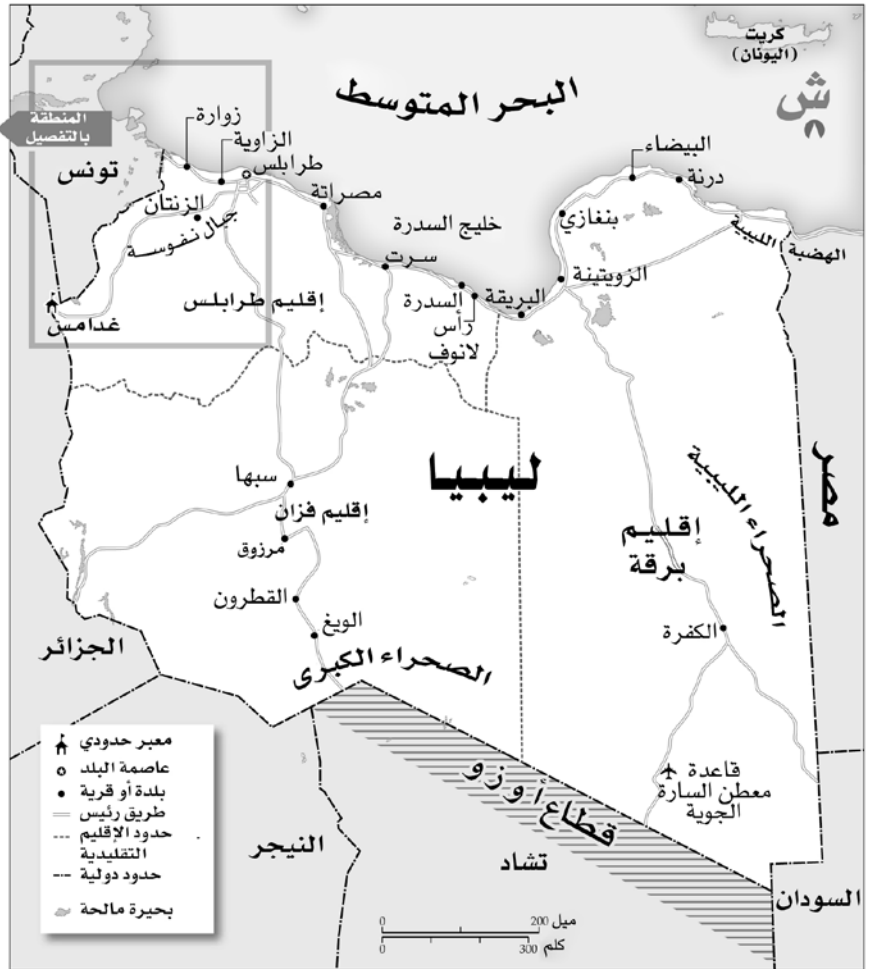 كريت
(اليونان)
البحر المتوسط
ش
المنطقة
بالتفصيل
زوارة
الزاوية
طرابلس
البيضاء
درنة
تونس
مصراتة
الزنتان
جبال نفوسة
خليج السدرة
بنغازي
الهضبة الليبية
سرت
الزويتينة
إقليم طرابلس
السدرة
البريقة
رأس
لانوف
غدامس
ليبيا
مصر
سبها
الصحراء الليبية
إقليم فزان
إقليم
برقة
مرزوق
القطرون
الكفرة
الويغ
الجزائر
الصحراء الكبرى
معبر حدودي
عاصمة البلد
بلدة أو قرية
طريق رئيس
حدود الإقليم
التقليدية
حدود دولية
بحيرة مالحة
قاعدة
معطن السارة
الجوية
قطاع أوزو
النيجر
تشاد
السودان
0 200 ميل
0 300 كلم